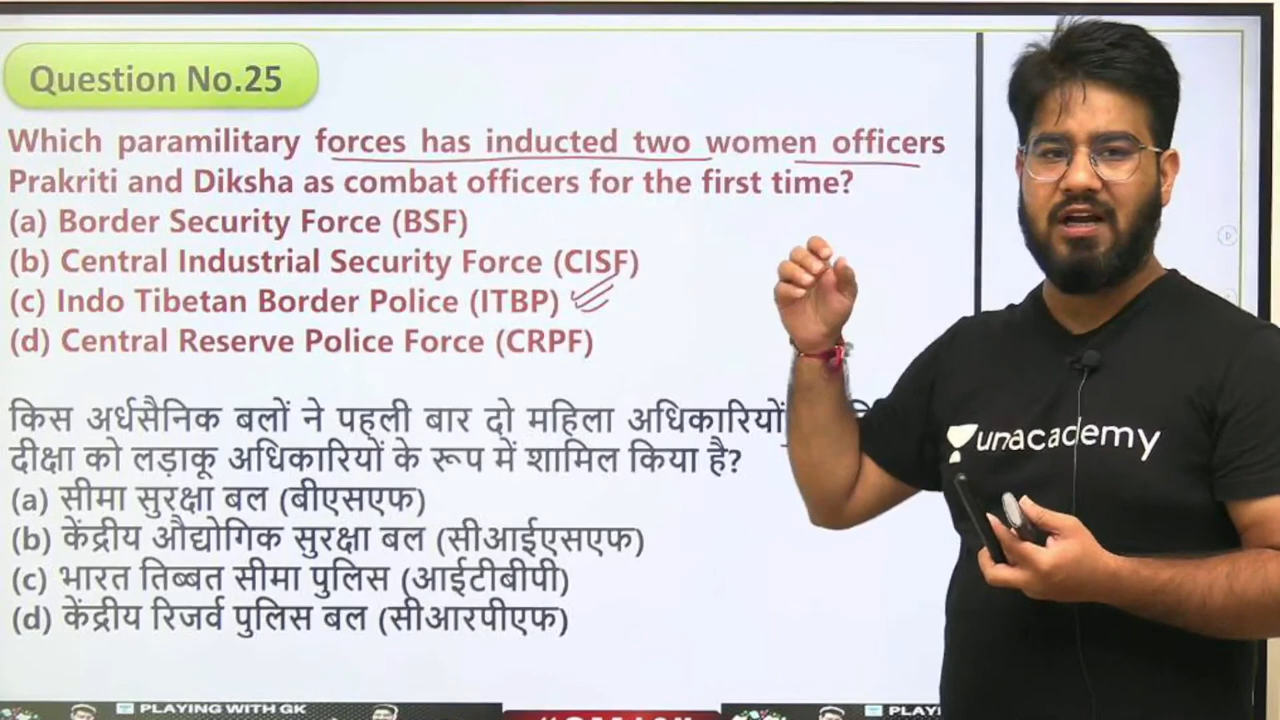 Question No.25
Which paramilitary forces has inducted two women officers
Prakriti and Diksha as combat officers for the first time?
(a) Border Security Force (BSF)
(b) Central Industrial Security Force (CISF)
(c) Indo Tibetan Border Police (ITBP)
(d) Central Reserve Police Force (CRPF)
किस अर्धसैनिक बलों ने पहली बार दो महिला अधिकारियों
दीक्षा को लड़ाकू अधिकारियों के रूप में शामिल किया है?
(a) सीमा सुरक्षा बल (बीएसएफ)
(b) केंद्रीय औद्योगिक सुरक्षा बल (सीआईएसएफ)
(c) भारत तिब्बत सीमा पुलिस (आईटीबीपी)
(d) केंद्रीय रिजर्व पुलिस बल (सीआरपीएफ)
unacademy
PLAYING WITH GK